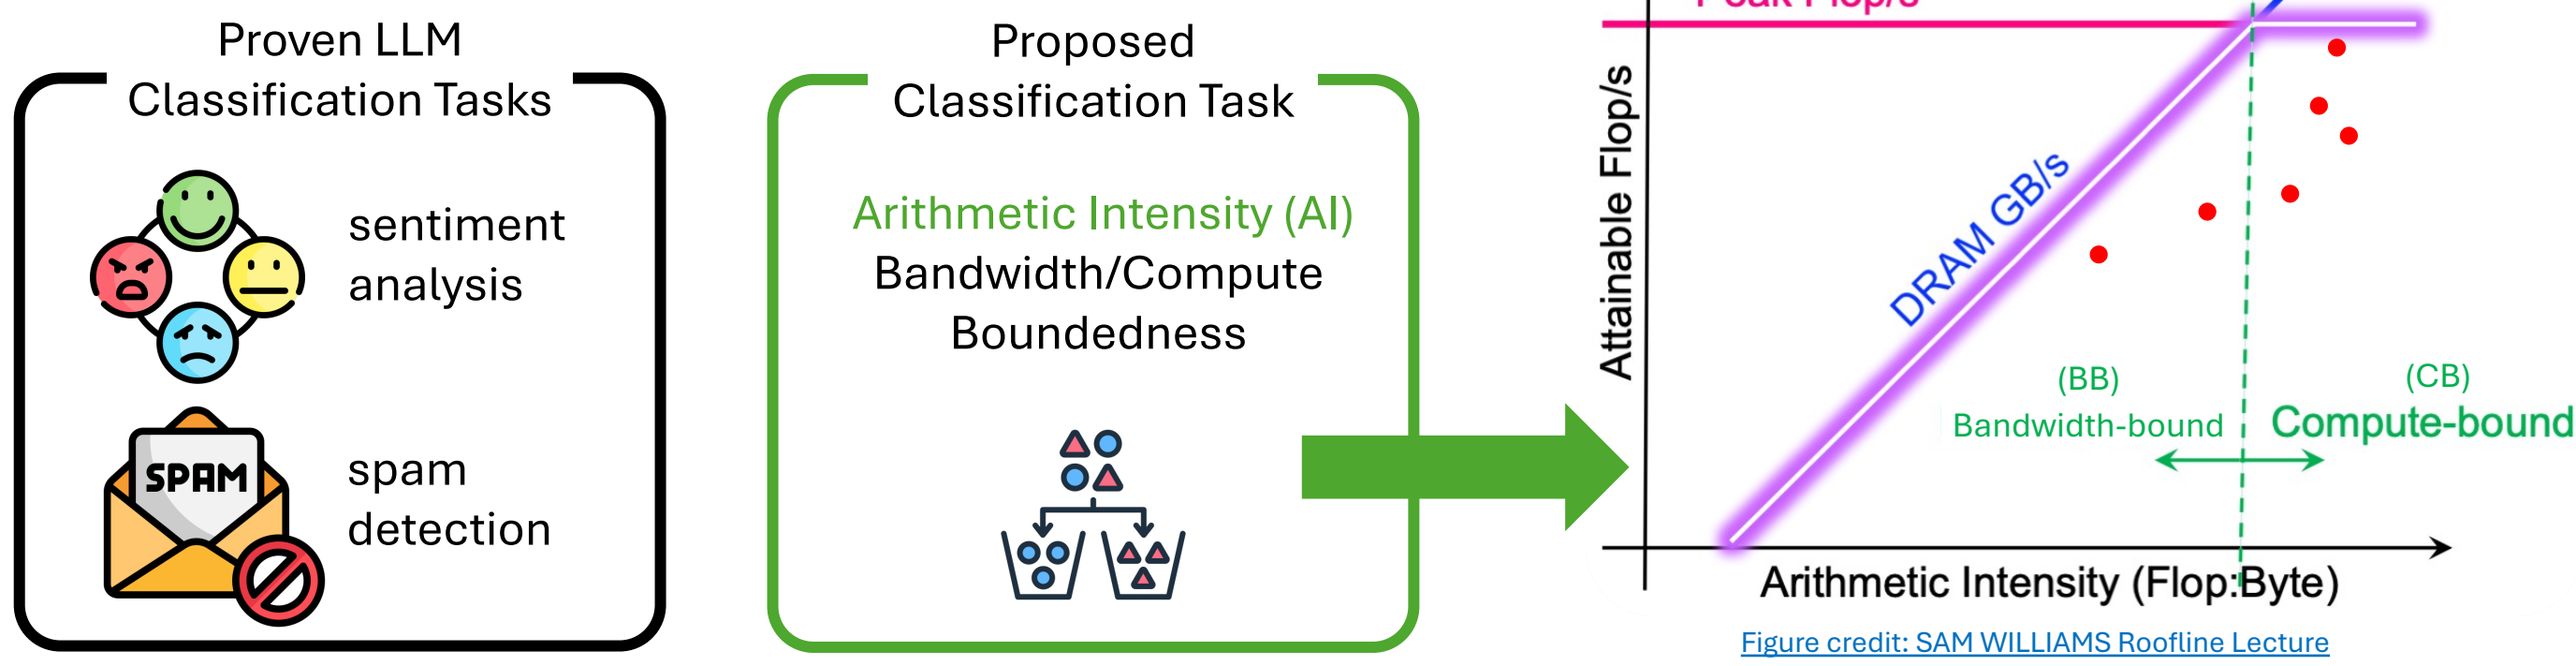 Proven LLM
Classification Tasks
sentiment
analysis
SPAM
spam
detection
Proposed
Classification Task
Arithmetic Intensity (AI)
Bandwidth/Compute
Boundedness
Peak Flop/s
Attainable Flop/s
DRAM GB/s
(BB)
Bandwidth-bound
(CB)
Compute-bound
Arithmetic Intensity (Flop:Byte)
Figure credit: SAM WILLIAMS Roofline Lecture